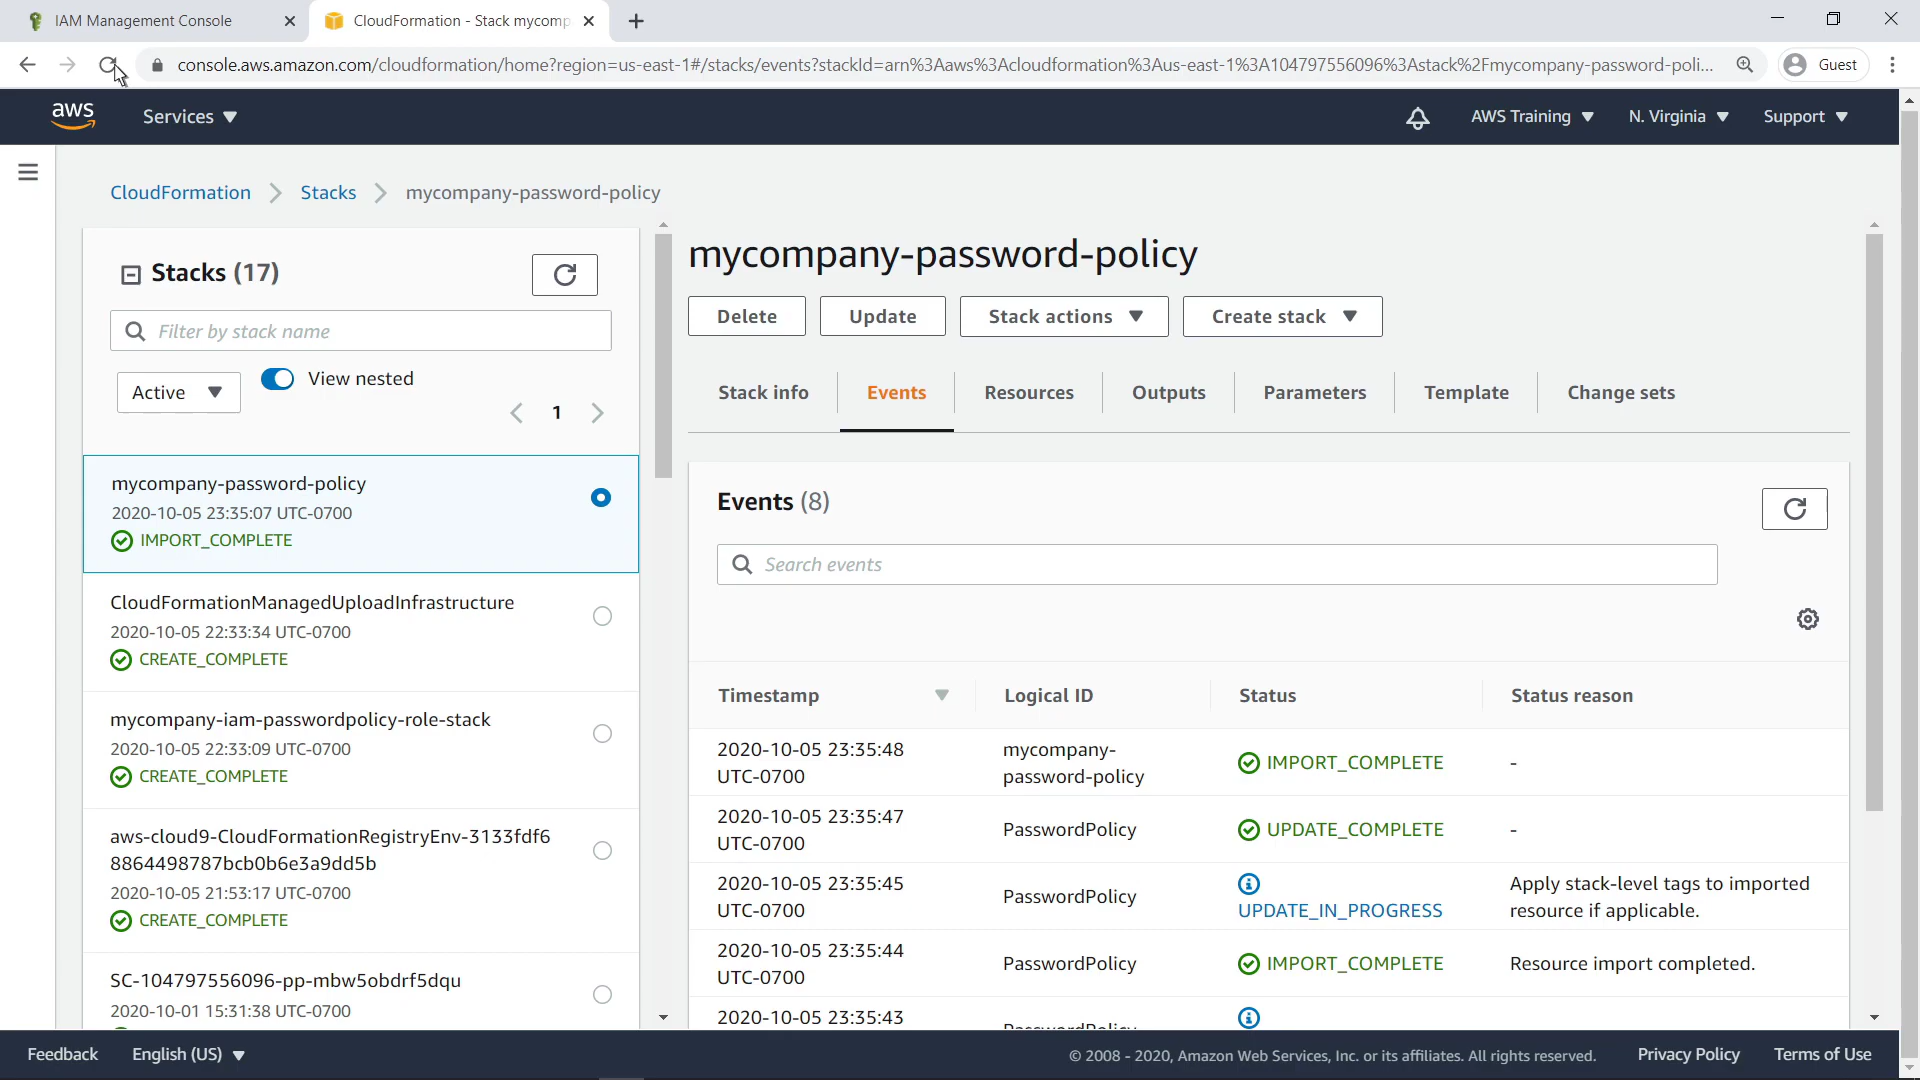 IAM Management Console
CloudFormation - Stack mycomp
console.aws.amazon.com/cloudformation/home?region=us-east-1#/stacks/events?stackId=arn%3Aaws%3Acloudformation%3Aus-east-1%3A104797556096%3Astack%2Fmycompany-password-poli...
Guest
aws
Services
AWS Training
N. Virginia
Support
CloudFormation
Stacks
mycompany-password-policy
Stacks (17)
Filter by stack name
Active
View nested
1
mycompany-password-policy
2020-10-05 23:35:07 UTC-0700
IMPORT_COMPLETE
CloudFormationManagedUploadInfrastructure
2020-10-05 22:33:34 UTC-0700
CREATE_COMPLETE
mycompany-iam-passwordpolicy-role-stack
2020-10-05 22:33:09 UTC-0700
CREATE_COMPLETE
aws-cloud9-CloudFormationRegistryEnv-3133fdf6
8864498787bcb0b6e3a9dd5b
2020-10-05 21:53:17 UTC-0700
CREATE_COMPLETE
SC-104797556096-pp-mbw5obdrf5dqu
2020-10-01 15:31:38 UTC-0700
mycompany-password-policy
Delete
Update
Stack actions
Create stack
Stack info
Events
Resources
Outputs
Parameters
Template
Change sets
Events (8)
Search events
Timestamp
Logical ID
Status
Status reason
2020-10-05 23:35:48
UTC-0700
mycompany-
password-policy
IMPORT_COMPLETE
-
2020-10-05 23:35:47
UTC-0700
PasswordPolicy
UPDATE_COMPLETE
-
2020-10-05 23:35:45
UTC-0700
PasswordPolicy
UPDATE_IN_PROGRESS
Apply stack-level tags to imported
resource if applicable.
2020-10-05 23:35:44
UTC-0700
PasswordPolicy
IMPORT_COMPLETE
Resource import completed.
2020-10-05 23:35:43
Feedback
English (US)
© 2008 - 2020, Amazon Web Services, Inc. or its affiliates. All rights reserved.
Privacy Policy
Terms of Use